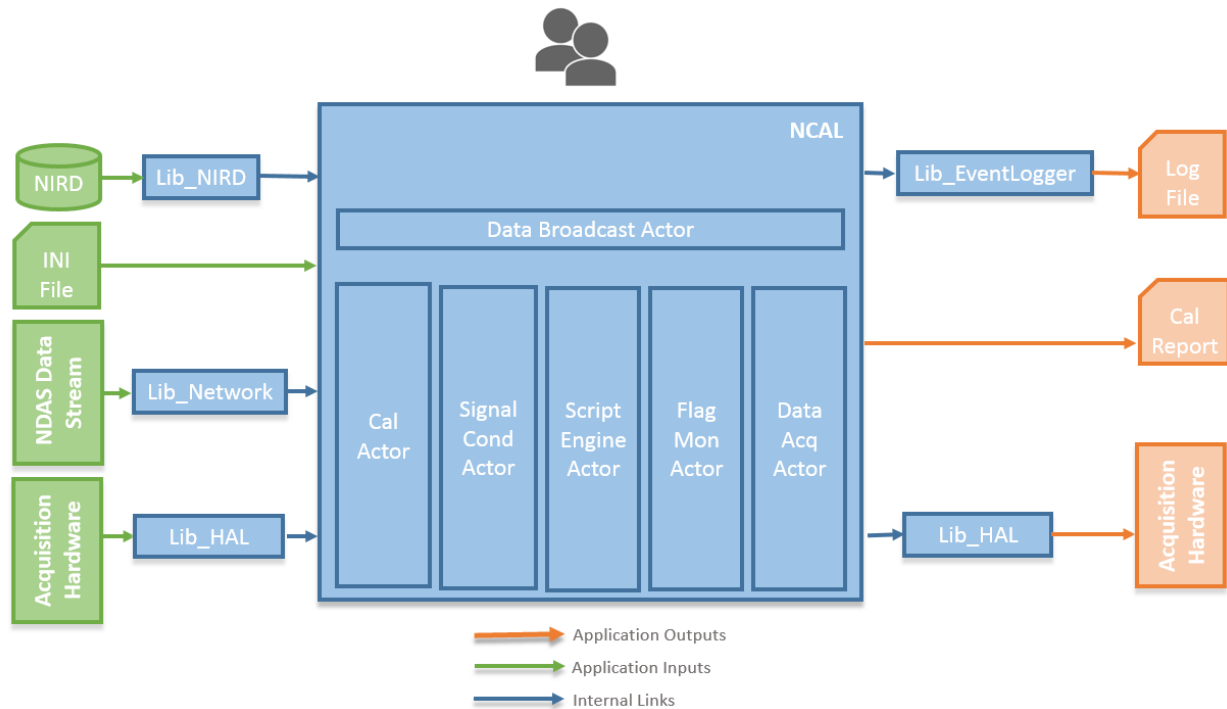 NCAL
NIRD
Lib_NIRD
Lib_EventLogger
Log
File
Data Broadcast Actor
INI
File
Cal
Report
NDAS Data
Stream
Lib_Network
Cal
Actor
Signal
Cond
Actor
Script
Engine
Actor
Flag
Mon
Actor
Data
Acq
Actor
Acquisition
Hardware
Lib_HAL
Lib_HAL
Acquisition
Hardware
Application Outputs
Application Inputs
Internal Links